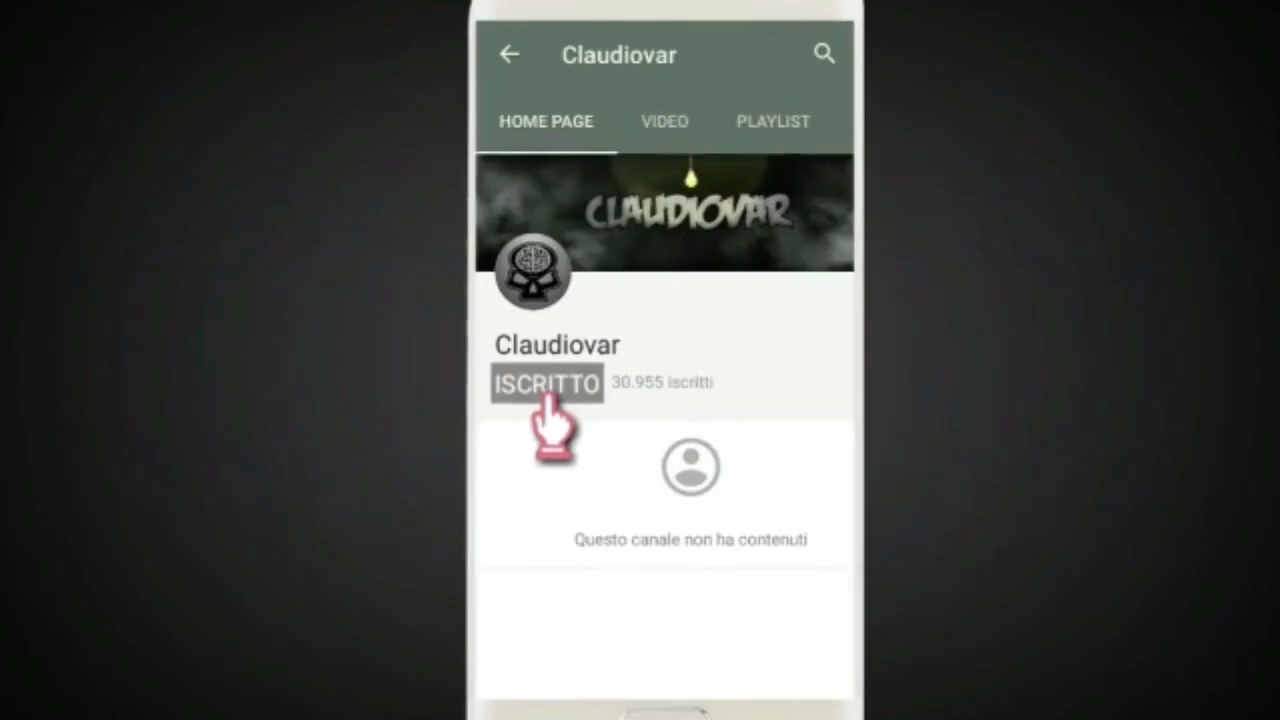 Claudiovar
HOME PAGE VIDEO PLAYLIST
CLAUDIOVAR
Claudiovar
ISCRITTO 30.955 iscritti
Questo canale non ha contenuti